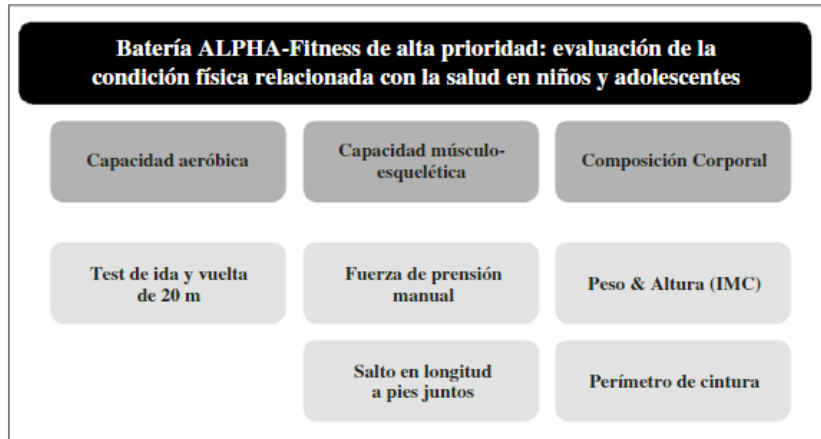 Batería ALPHA-Fitness de alta prioridad: evaluación de la
condición física relacionada con la salud en niños y adolescentes
Capacidad aeróbica
Capacidad músculo-
esquelética
Composición Corporal
Test de ida y vuelta
de 20 m
Fuerza de prensión
manual
Peso & Altura (IMC)
Salto en longitud
a pies juntos
Perímetro de cintura